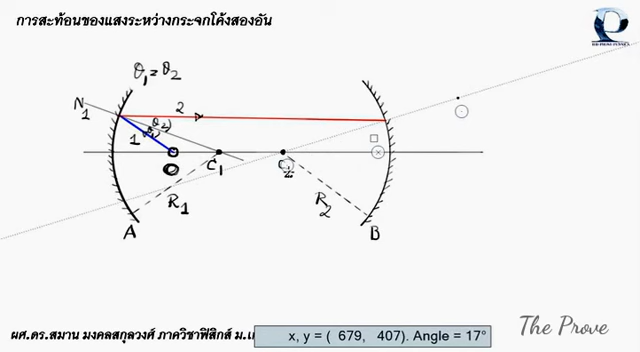 การสะท้อนของแสงระหว่างกระจกโค้งสองอัน
θ₁=θ₂
N₁
2
θ₂
1
O
C₁
C₂
R₁
R₂
A
B
ผศ.ดร.สมาน มงคลสกุลวงศ์ ภาควิชาฟิสิกส์ ม.
x, y = ( 679, 407). Angle = 17°
The Prove